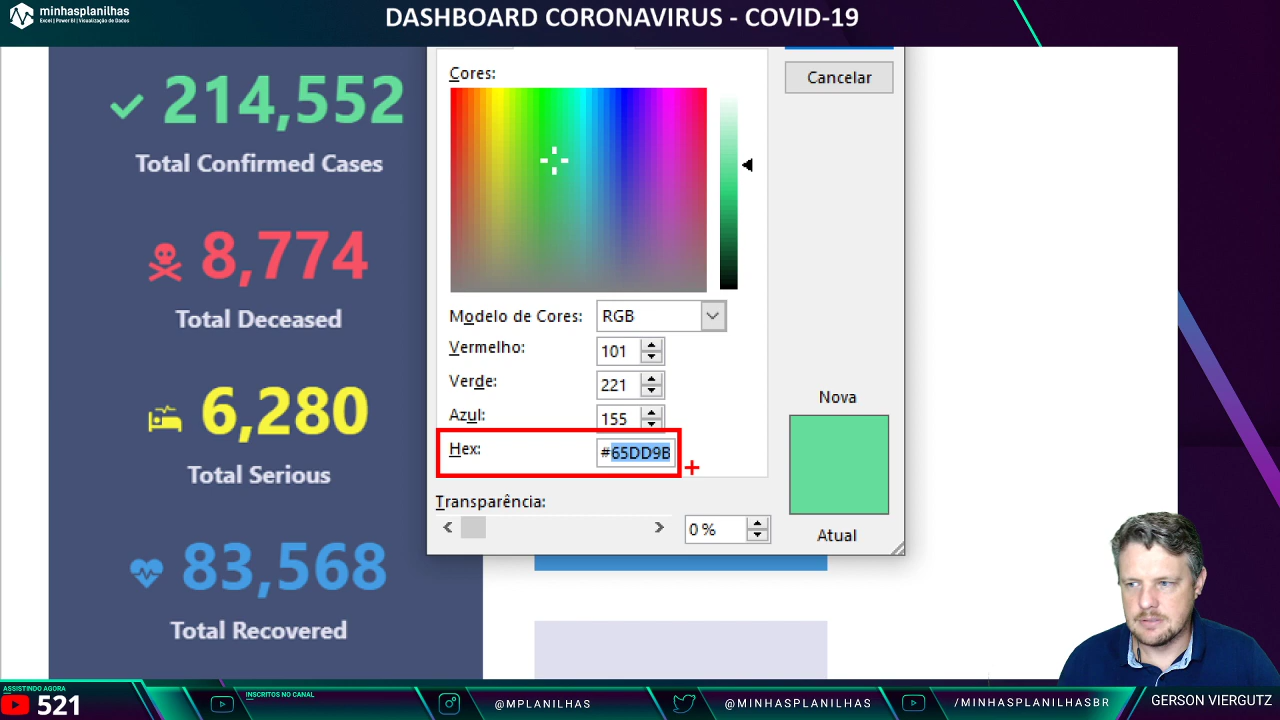 minhasplanilhas
Excel | Power BI | Visualização de Dados
DASHBOARD CORONAVIRUS - COVID-19
214,552
Total Confirmed Cases
8,774
Total Deceased
6,280
Total Serious
83,568
Total Recovered
Cores:
Cancelar
Modelo de Cores: RGB
Vermelho: 101
Verde: 221
Azul: 155
Hex: #65DD9B
Transparência:
0 %
Nova
Atual
ASSISTINDO AGORA
521
INSCRITOS NO CANAL
@MPLANILHAS
@MINHASPLANILHAS
/MINHASPLANILHASBR
GERSON VIERGUTZ